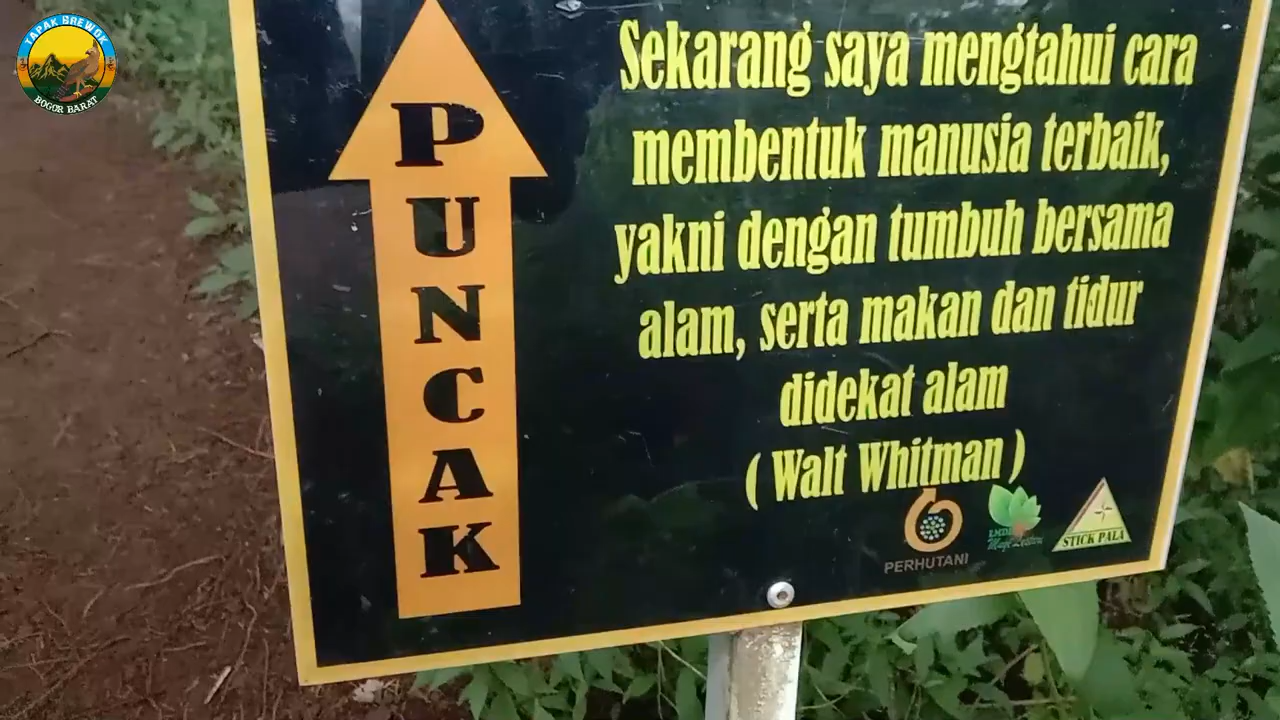 TAPAK BREWOK
BOGOR BARAT
PUNCAK
Sekarang saya mengtahui cara
membentuk manusia terbaik,
yakni dengan tumbuh bersama
alam, serta makan dan tidur
didekat alam
( Walt Whitman )
PERHUTANI
LMDH
STICK PALA